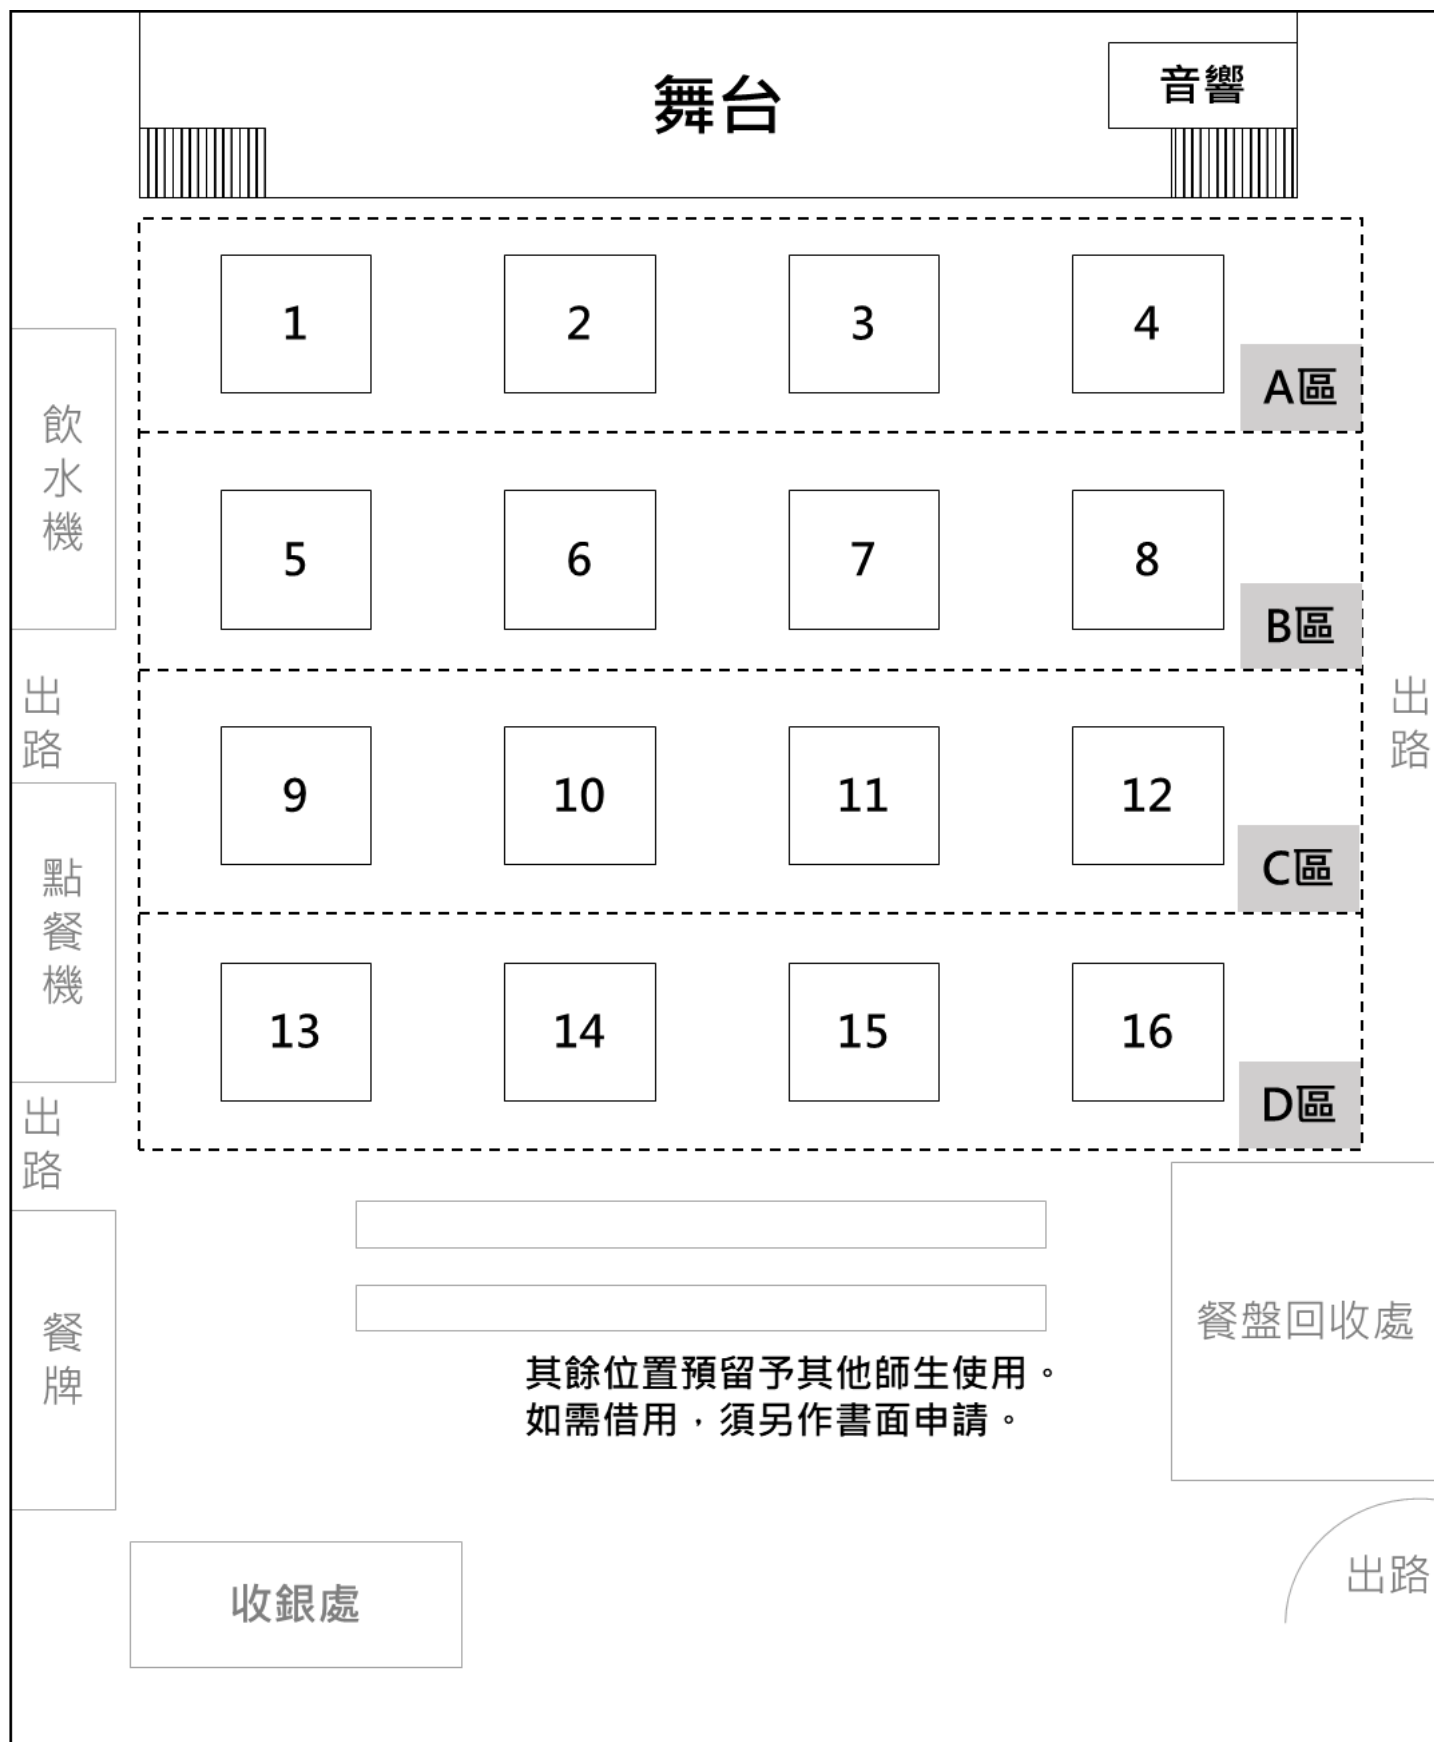 舞台
音響
1
2
3
4
A區
飲水機
5
6
7
8
B區
出路
出路
9
10
11
12
C區
點餐機
13
14
15
16
D區
出路
餐牌
餐盤回收處
其餘位置預留予其他師生使用。
如需借用，須另作書面申請。
出路
收銀處